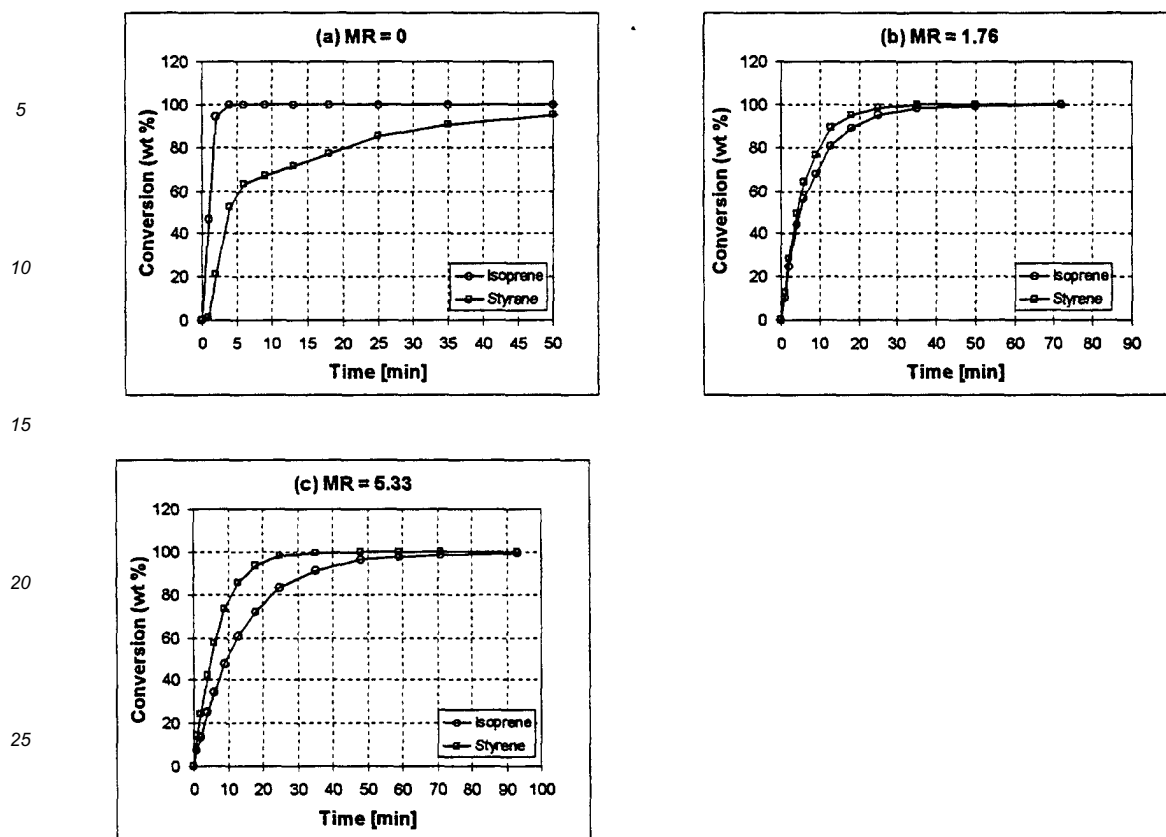 (a) MR = 0
120
100
80
60
40
20
0
Conversion (wt %)
Isoprene
Styrene
0 5 10 15 20 25 30 35 40 45 50
Time [min]
(b) MR = 1.76
120
100
80
60
40
20
0
Conversion (wt %)
Isoprene
Styrene
0 10 20 30 40 50 60 70 80 90
Time [min]
5
10
15
(c) MR = 5.33
120
100
80
60
40
20
0
Conversion (wt %)
Isoprene
Styrene
0 10 20 30 40 50 60 70 80 90 100
Time [min]
20
25